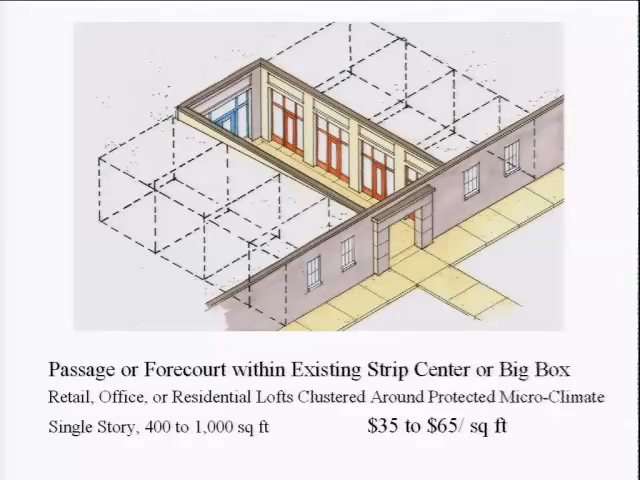 Passage or Forecourt within Existing Strip Center or Big Box
Retail, Office, or Residential Lofts Clustered Around Protected Micro-Climate
Single Story, 400 to 1,000 sq ft $35 to $65/ sq ft